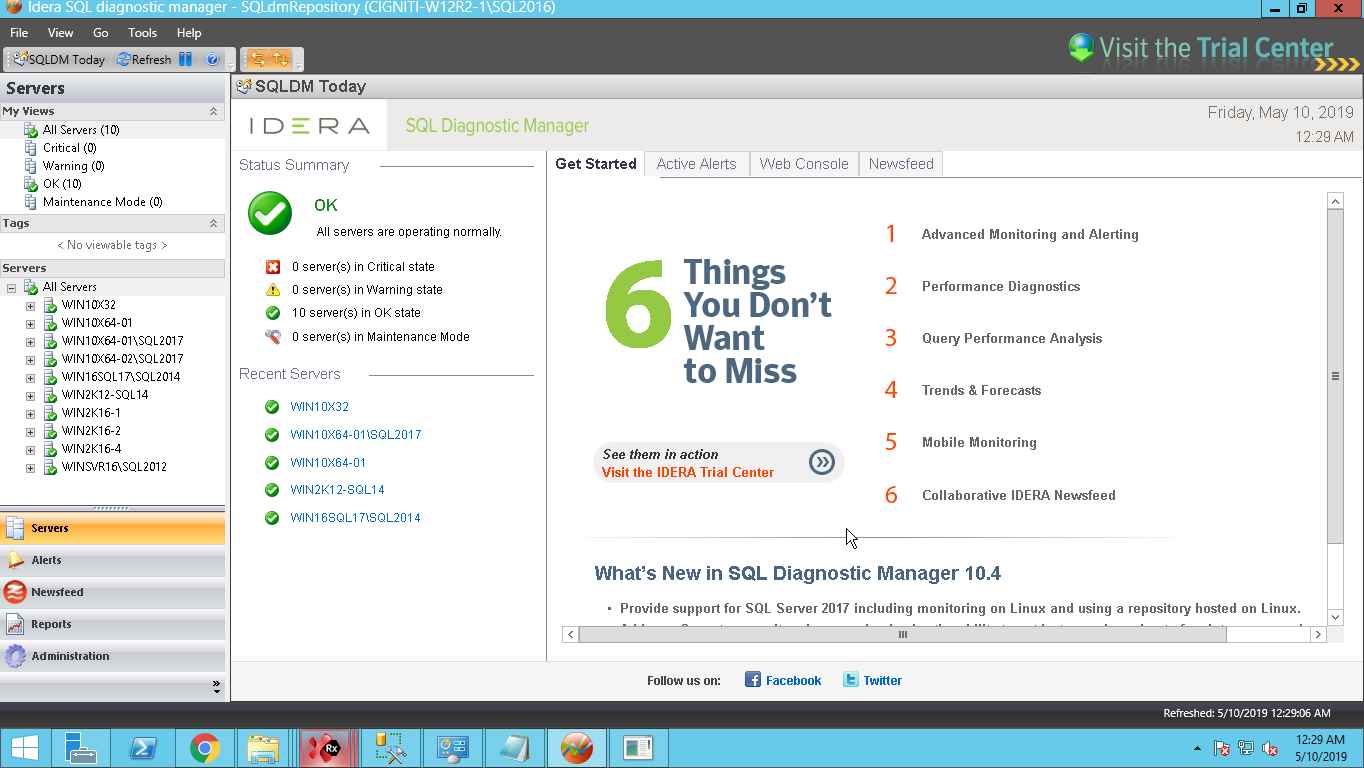 Idera SQL diagnostic manager - SQLdmRepository (CIGNITI-W12R2-1\SQL2016)
File View Go Tools Help
SQLDM Today Refresh
Visit the Trial Center
Servers
My Views
All Servers (10)
Critical (0)
Warning (0)
OK (10)
Maintenance Mode (0)
Tags
< No viewable tags >
Servers
All Servers
WIN10X32
WIN10X64-01
WIN10X64-01\SQL2017
WIN10X64-02\SQL2017
WIN16SQL17\SQL2014
WIN2K12-SQL14
WIN2K16-1
WIN2K16-2
WIN2K16-4
WINSVR16\SQL2012
Servers
Alerts
Newsfeed
Reports
Administration
SQLDM Today
IDERA SQL Diagnostic Manager
Friday, May 10, 2019
12:29 AM
Status Summary
OK
All servers are operating normally.
0 server(s) in Critical state
0 server(s) in Warning state
10 server(s) in OK state
0 server(s) in Maintenance Mode
Recent Servers
WIN10X32
WIN10X64-01\SQL2017
WIN10X64-01
WIN2K12-SQL14
WIN16SQL17\SQL2014
Get Started Active Alerts Web Console Newsfeed
6 Things
You Don't
Want
to Miss
See them in action
Visit the IDERA Trial Center
1 Advanced Monitoring and Alerting
2 Performance Diagnostics
3 Query Performance Analysis
4 Trends & Forecasts
5 Mobile Monitoring
6 Collaborative IDERA Newsfeed
What's New in SQL Diagnostic Manager 10.4
• Provide support for SQL Server 2017 including monitoring on Linux and using a repository hosted on Linux.
Follow us on: Facebook Twitter
Refreshed: 5/10/2019 12:29:06 AM
Rx
12:29 AM
5/10/2019